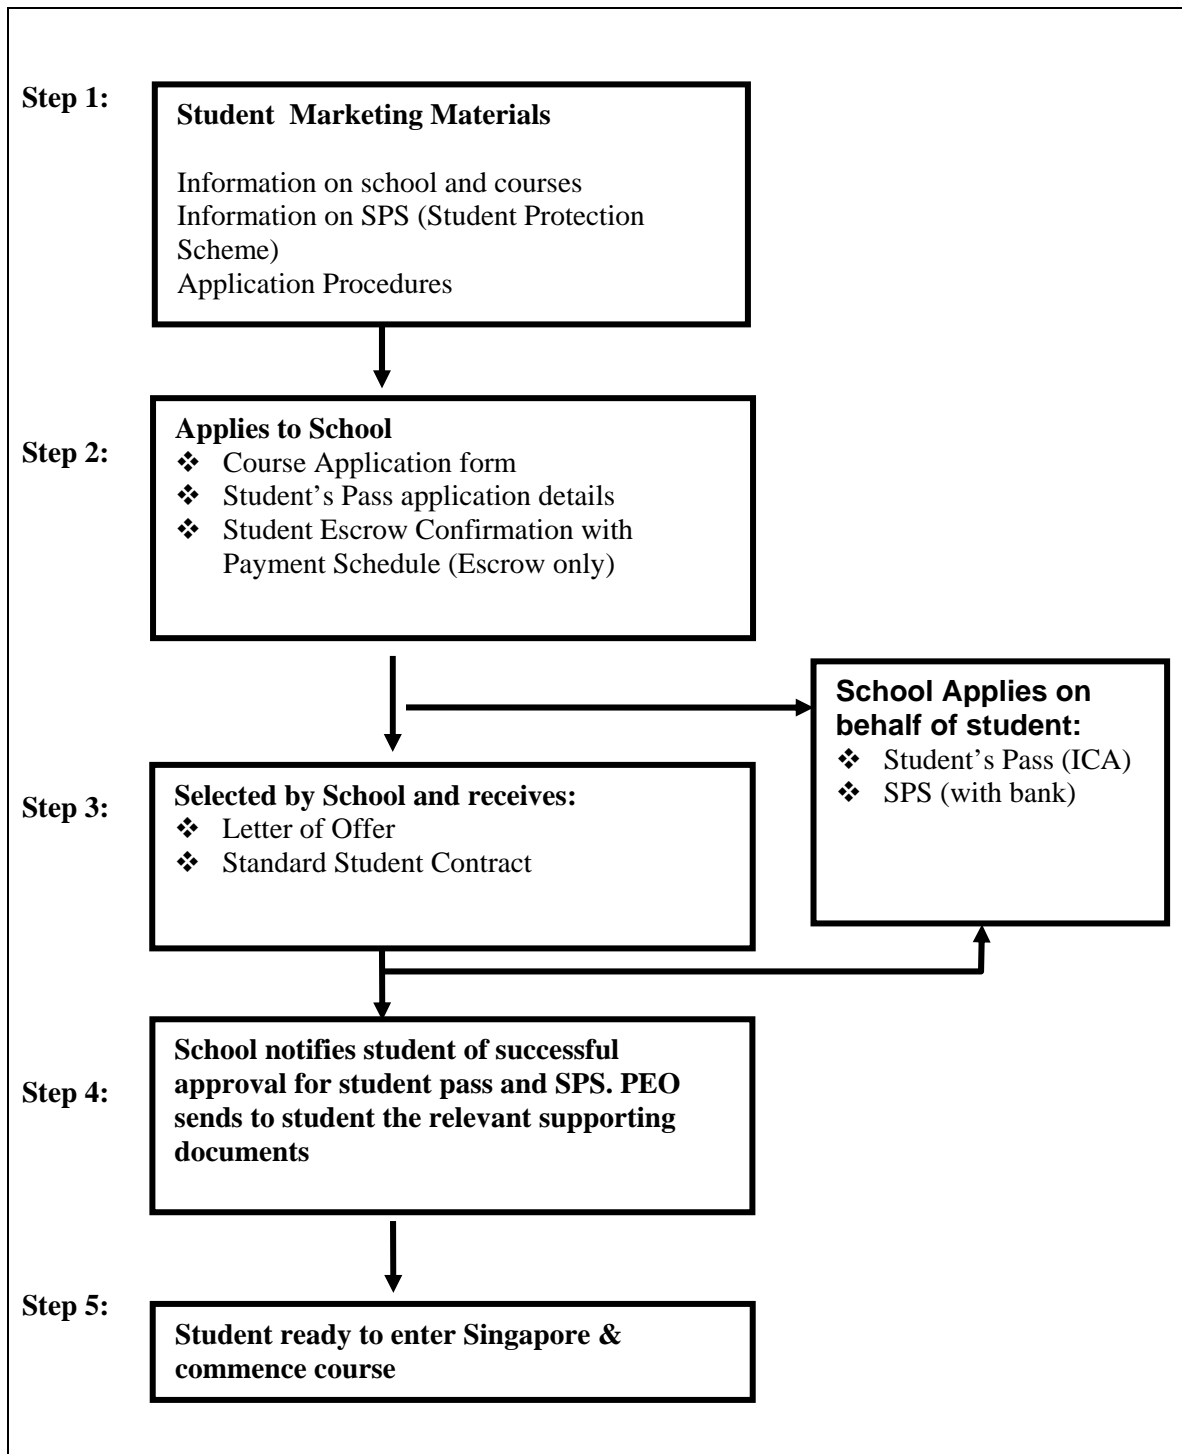 Step 1:
Student  Marketing Materials
Information on school and courses
Information on SPS (Student Protection
Scheme)
Application Procedures
Step 2:
Applies to School
❖ Course Application form
❖ Student’s Pass application details
❖ Student Escrow Confirmation with
Payment Schedule (Escrow only)
School Applies on
behalf of student:
❖ Student’s Pass (ICA)
❖ SPS (with bank)
Step 3:
Selected by School and receives:
❖ Letter of Offer
❖ Standard Student Contract
Step 4:
School notifies student of successful
approval for student pass and SPS. PEO
sends to student the relevant supporting
documents
Step 5:
Student ready to enter Singapore &
commence course